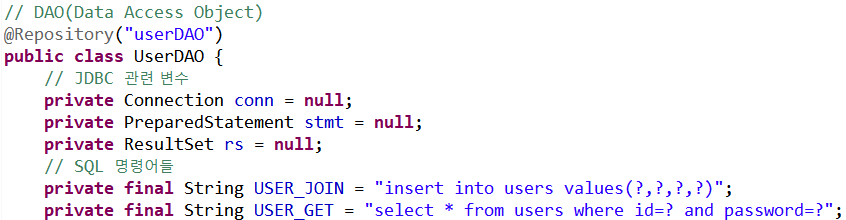 // DAO(Data Access Object)
@Repository("userDAO")
public class UserDAO {
// JDBC 관련 변수
private Connection conn = null;
private PreparedStatement stmt = null;
private ResultSet rs = null;
// SQL 명령어들
private final String USER_JOIN = "insert into users values(?,?,?,?)";
private final String USER_GET = "select * from users where id=? and password=?";